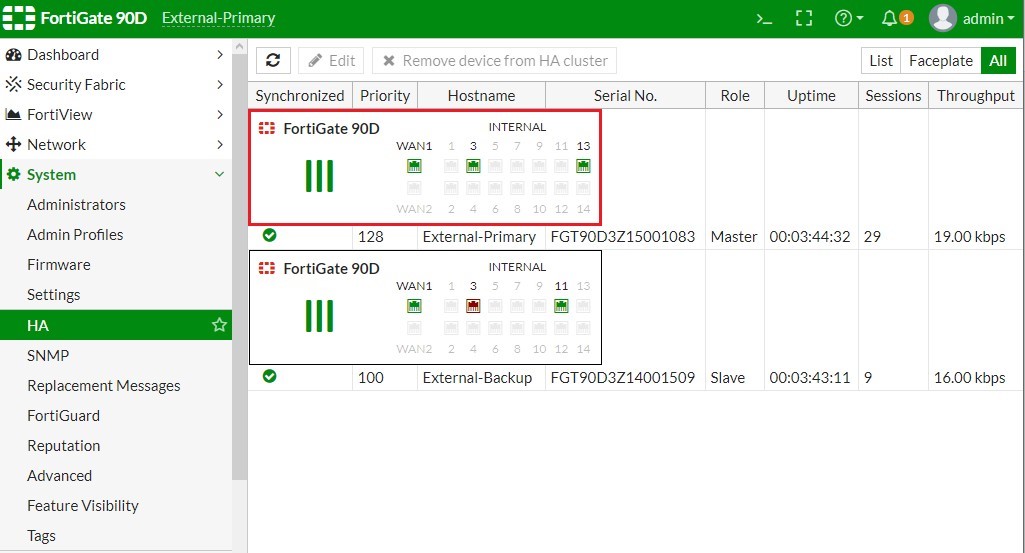 FortiGate 90D External-Primary admin 1
Dashboard
Security Fabric
FortiView
Network
System
Administrators
Admin Profiles
Firmware
Settings
HA
SNMP
Replacement Messages
FortiGuard
Reputation
Advanced
Feature Visibility
Tags
Edit Remove device from HA cluster List Faceplate All
Synchronized Priority Hostname Serial No. Role Uptime Sessions Throughput
FortiGate 90D INTERNAL
WAN1 1 3 5 7 9 11 13
WAN2 2 4 6 8 10 12 14
128 External-Primary FGT90D3Z15001083 Master 00:03:44:32 29 19.00 kbps
FortiGate 90D INTERNAL
WAN1 1 3 5 7 9 11 13
WAN2 2 4 6 8 10 12 14
100 External-Backup FGT90D3Z14001509 Slave 00:03:43:11 9 16.00 kbps